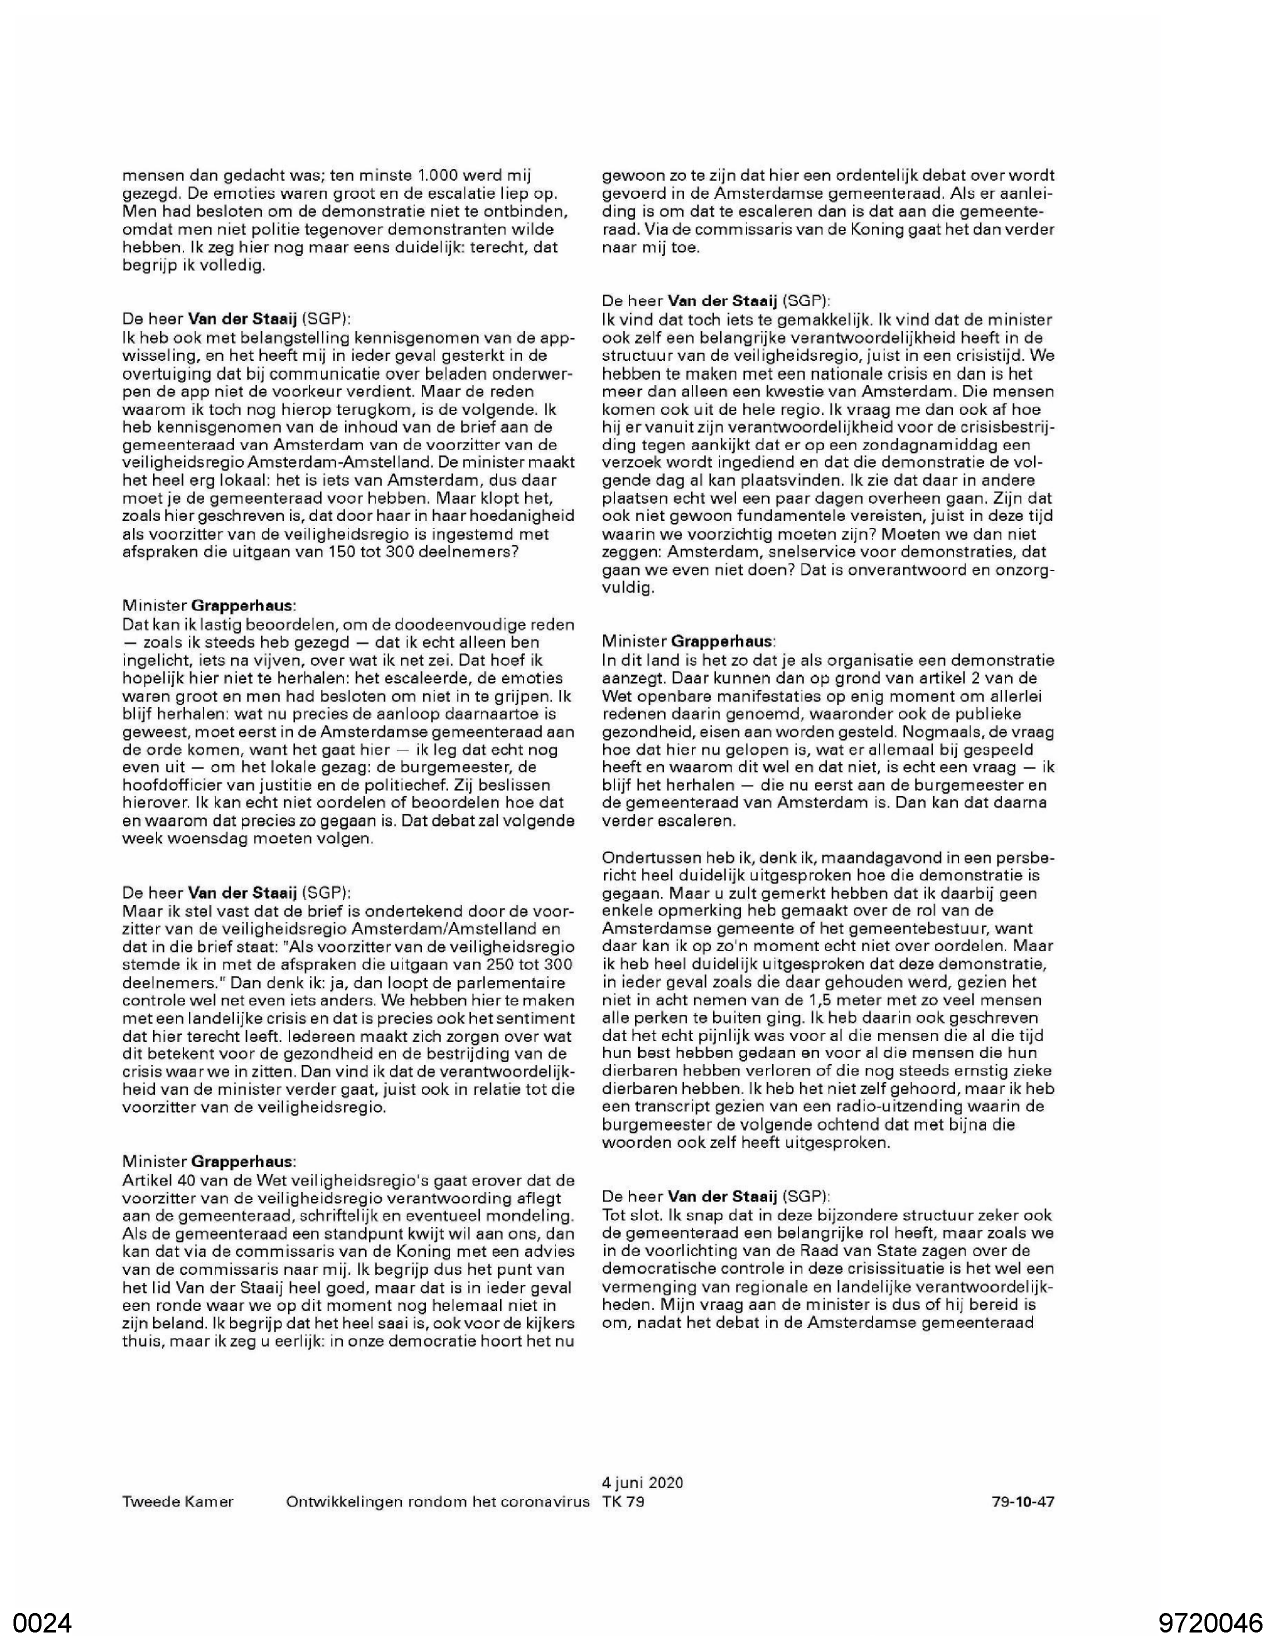 mensen dan gedacht was; ten minste 1.000 werd mij
gezegd. De emoties waren groot en de escalatie liep op.
Men had besloten om de demonstratie niet te ontbinden,
omdat men niet politie tegenover demonstranten wilde
hebben. Ik zeg hier nog maar eens duidelijk: terecht, dat
begrijp ik volledig.
De heer Van der Staaij (SGP):
Ik heb ook met belangstelling kennisgenomen van de app-
wisseling, en het heeft mij in ieder geval gesterkt in de
overtuiging dat bij communicatie over beladen onderwer-
pen de app niet de voorkeur verdient. Maar de reden
waarom ik toch nog hierop terugkom, is de volgende. Ik
heb kennisgenomen van de inhoud van de brief aan de
gemeenteraad van Amsterdam van de voorzitter van de
veiligheidsregio Amsterdam-Amstelland. De minister maakt
het heel erg lokaal: het is iets van Amsterdam, dus daar
moet je de gemeenteraad voor hebben. Maar klopt het,
zoals hier geschreven is, dat door haar in haar hoedanigheid
als voorzitter van de veiligheidsregio is ingestemd met
afspraken die uitgaan van 150 tot 300 deelnemers?
Minister Grapperhaus:
Dat kan ik lastig beoordelen, om de doodeenvoudige reden
— zoals ik steeds heb gezegd — dat ik echt alleen ben
ingelicht, iets na vijven, over wat ik net zei. Dat hoef ik
hopelijk hier niet te herhalen: het escaleerde, de emoties
waren groot en men had besloten om niet in te grijpen. Ik
blijf herhalen: wat nu precies de aanloop daarnaartoe is
geweest, moet eerst in de Amsterdamse gemeenteraad aan
de orde komen, want het gaat hier — ik leg dat echt nog
even uit — om het lokale gezag: de burgemeester, de
hoofdofficier van justitie en de politiechef. Zij beslissen
hierover. Ik kan echt niet oordelen of beoordelen hoe dat
en waarom dat precies zo gegaan is. Dat debat zal volgende
week woensdag moeten volgen.
De heer Van der Staaij (SGP):
Maar ik stel vast dat de brief is ondertekend door de voor-
zitter van de veiligheidsregio Amsterdam/Amstelland en
dat in die brief staat: "Als voorzitter van de veiligheidsregio
stemde ik in met de afspraken die uitgaan van 250 tot 300
deelnemers." Dan denk ik: ja, dan loopt de parlementaire
controle wel net even iets anders. We hebben hier te maken
met een landelijke crisis en dat is precies ook het sentiment
dat hier terecht leeft. Iedereen maakt zich zorgen over wat
dit betekent voor de gezondheid en de bestrijding van de
crisis waar we in zitten. Dan vind ik dat de verantwoordelijk-
heid van de minister verder gaat, juist ook in relatie tot die
voorzitter van de veiligheidsregio.
Minister Grapperhaus:
Artikel 40 van de Wet veiligheidsregio's gaat erover dat de
voorzitter van de veiligheidsregio verantwoording aflegt
aan de gemeenteraad, schriftelijk en eventueel mondeling.
Als de gemeenteraad een standpunt kwijt wil aan ons, dan
kan dat via de commissaris van de Koning met een advies
van de commissaris naar mij. Ik begrijp dus het punt van
het lid Van der Staaij heel goed, maar dat is in ieder geval
een ronde waar we op dit moment nog helemaal niet in
zijn beland. Ik begrijp dat het heel saai is, ook voor de kijkers
thuis, maar ik zeg u eerlijk: in onze democratie hoort het nu
gewoon zo te zijn dat hier een ordentelijk debat over wordt
gevoerd in de Amsterdamse gemeenteraad. Als er aanlei-
ding is om dat te escaleren dan is dat aan die gemeente-
raad. Via de commissaris van de Koning gaat het dan verder
naar mij toe.
De heer Van der Staaij (SGP):
Ik vind dat toch iets te gemakkelijk. Ik vind dat de minister
ook zelf een belangrijke verantwoordelijkheid heeft in de
structuur van de veiligheidsregio, juist in een crisistijd. We
hebben te maken met een nationale crisis en dan is het
meer dan alleen een kwestie van Amsterdam. Die mensen
komen ook uit de hele regio. Ik vraag me dan ook af hoe
hij er vanuit zijn verantwoordelijkheid voor de crisisbestrij-
ding tegen aankijkt dat er op een zondagnamiddag een
verzoek wordt ingediend en dat die demonstratie de vol-
gende dag al kan plaatsvinden. Ik zie dat daar in andere
plaatsen echt wel een paar dagen overheen gaan. Zijn dat
ook niet gewoon fundamentele vereisten, juist in deze tijd
waarin we voorzichtig moeten zijn? Moeten we dan niet
zeggen: Amsterdam, snelservice voor demonstraties, dat
gaan we even niet doen? Dat is onverantwoord en onzorg-
vuldig.
Minister Grapperhaus:
In dit land is het zo dat je als organisatie een demonstratie
aanzegt. Daar kunnen dan op grond van artikel 2 van de
Wet openbare manifestaties op enig moment om allerlei
redenen daarin genoemd, waaronder ook de publieke
gezondheid, eisen aan worden gesteld. Nogmaals, de vraag
hoe dat hier nu gelopen is, wat er allemaal bij gespeeld
heeft en waarom dit wel en dat niet, is echt een vraag — ik
blijf het herhalen — die nu eerst aan de burgemeester en
de gemeenteraad van Amsterdam is. Dan kan dat daarna
verder escaleren.
Ondertussen heb ik, denk ik, maandagavond in een persbe-
richt heel duidelijk uitgesproken hoe die demonstratie is
gegaan. Maar u zult gemerkt hebben dat ik daarbij geen
enkele opmerking heb gemaakt over de rol van de
Amsterdamse gemeente of het gemeentebestuur, want
daar kan ik op zo'n moment echt niet over oordelen. Maar
ik heb heel duidelijk uitgesproken dat deze demonstratie,
in ieder geval zoals die daar gehouden werd, gezien het
niet in acht nemen van de 1,5 meter met zo veel mensen
alle perken te buiten ging. Ik heb daarin ook geschreven
dat het echt pijnlijk was voor al die mensen die al die tijd
hun best hebben gedaan en voor al die mensen die hun
dierbaren hebben verloren of die nog steeds ernstig zieke
dierbaren hebben. Ik heb het niet zelf gehoord, maar ik heb
een transcript gezien van een radio-uitzending waarin de
burgemeester de volgende ochtend dat met bijna die
woorden ook zelf heeft uitgesproken.
De heer Van der Staaij (SGP):
Tot slot. Ik snap dat in deze bijzondere structuur zeker ook
de gemeenteraad een belangrijke rol heeft, maar zoals we
in de voorlichting van de Raad van State zagen over de
democratische controle in deze crisissituatie is het wel een
vermenging van regionale en landelijke verantwoordelijk-
heden. Mijn vraag aan de minister is dus of hij bereid is
om, nadat het debat in de Amsterdamse gemeenteraad
Tweede Kamer Ontwikkelingen rondom het coronavirus
4 juni 2020
TK 79
79-10-47
0024
9720046